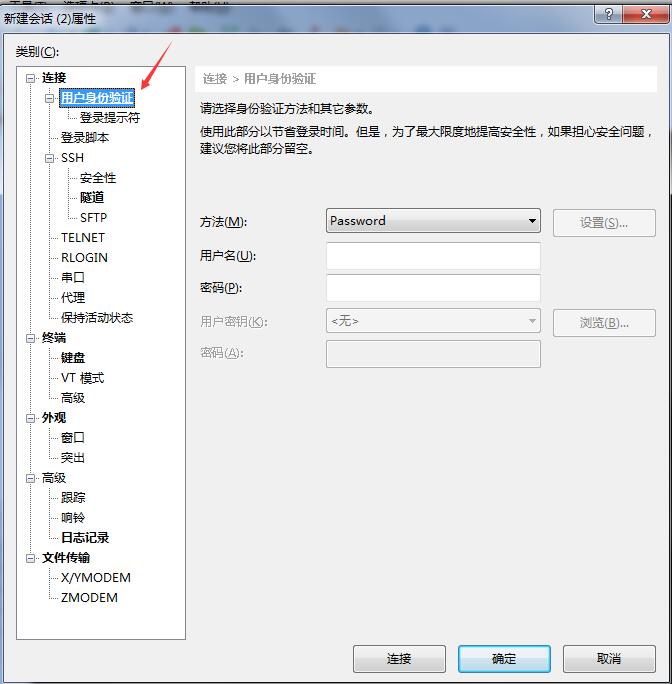 新建会话 (2)属性
类别(C):
连接
用户身份验证
登录提示符
登录脚本
SSH
安全性
隧道
SFTP
TELNET
RLOGIN
串口
代理
保持活动状态
终端
键盘
VT 模式
高级
外观
窗口
突出
高级
跟踪
响铃
日志记录
文件传输
X/YMODEM
ZMODEM
连接 > 用户身份验证
请选择身份验证方法和其它参数。
使用此部分以节省登录时间。但是，为了最大限度地提高安全性，如果担心安全问题，
建议您将此部分留空。
方法(M): Password 设置(S)...
用户名(U):
密码(P):
用户密钥(K): <无> 浏览(B)...
密码(A):
连接 确定 取消